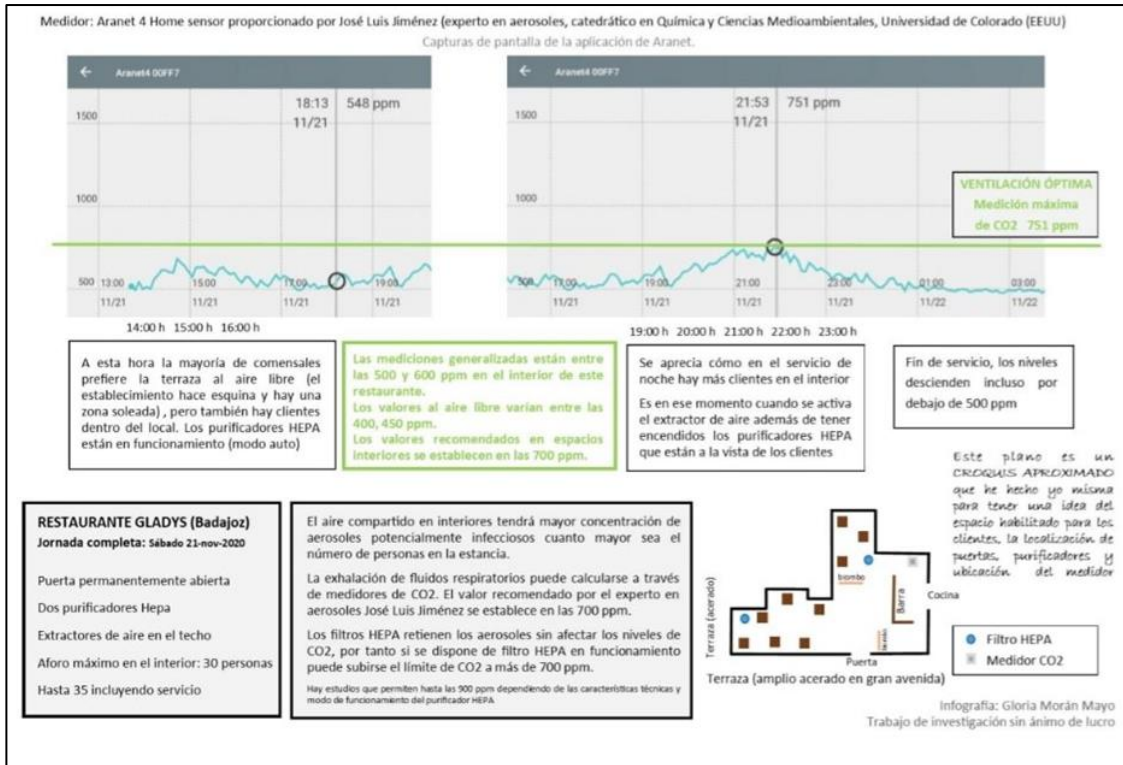 Medidor: Aranet 4 Home sensor proporcionado por José Luis Jiménez (experto en aerosoles, catedrático en Química y Ciencias Medioambientales, Universidad de Colorado (EEUU)
Capturas de pantalla de la aplicación de Aranet.
Aranet4 00FF7
18:13
11/21
548 ppm
1500
1000
500
13:00
11/21
15:00
11/21
17:00
11/21
19:00
11/21
Aranet4 00FF7
21:53
11/21
751 ppm
1500
1000
500
17:00
11/21
19:00
11/21
21:00
11/21
23:00
11/21
01:00
11/22
03:00
11/22
VENTILACIÓN ÓPTIMA
Medición máxima
de CO2 751 ppm
14:00 h 15:00 h 16:00 h
19:00 h 20:00 h 21:00 h 22:00 h 23:00 h
A esta hora la mayoría de comensales
prefiere la terraza al aire libre (el
establecimiento hace esquina y hay una
zona soleada) , pero también hay clientes
dentro del local. Los purificadores HEPA
están en funcionamiento (modo auto)
Las mediciones generalizadas están entre
las 500 y 600 ppm en el interior de este
restaurante.
Los valores al aire libre varían entre las
400, 450 ppm.
Los valores recomendados en espacios
interiores se establecen en las 700 ppm.
Se aprecia cómo en el servicio de
noche hay más clientes en el interior
Es en ese momento cuando se activa
el extractor de aire además de tener
encendidos los purificadores HEPA
que están a la vista de los clientes
Fin de servicio, los niveles
descienden incluso por
debajo de 500 ppm
Este plano es un
CROQUIS APROXIMADO
que he hecho yo misma
para tener una idea del
espacio habilitado para los
clientes, la localización de
puertas, purificadores y
ubicación del medidor
RESTAURANTE GLADYS (Badajoz)
Jornada completa: Sábado 21-nov-2020
Puerta permanentemente abierta
Dos purificadores Hepa
Extractores de aire en el techo
Aforo máximo en el interior: 30 personas
Hasta 35 incluyendo servicio
El aire compartido en interiores tendrá mayor concentración de
aerosoles potencialmente infecciosos cuanto mayor sea el
número de personas en la estancia.
La exhalación de fluidos respiratorios puede calcularse a través
de medidores de CO2. El valor recomendado por el experto en
aerosoles José Luis Jiménez se establece en las 700 ppm.
Los filtros HEPA retienen los aerosoles sin afectar los niveles de
CO2, por tanto si se dispone de filtro HEPA en funcionamiento
puede subirse el límite de CO2 a más de 700 ppm.
Hay estudios que permiten hasta las 900 ppm dependiendo de las características técnicas y
modo de funcionamiento del purificador HEPA
Terraza (acerado)
biombo
Barra
Cocina
Puerta
Terraza (amplio acerado en gran avenida)
Filtro HEPA
Medidor CO2
Infografía: Gloria Morán Mayo
Trabajo de investigación sin ánimo de lucro